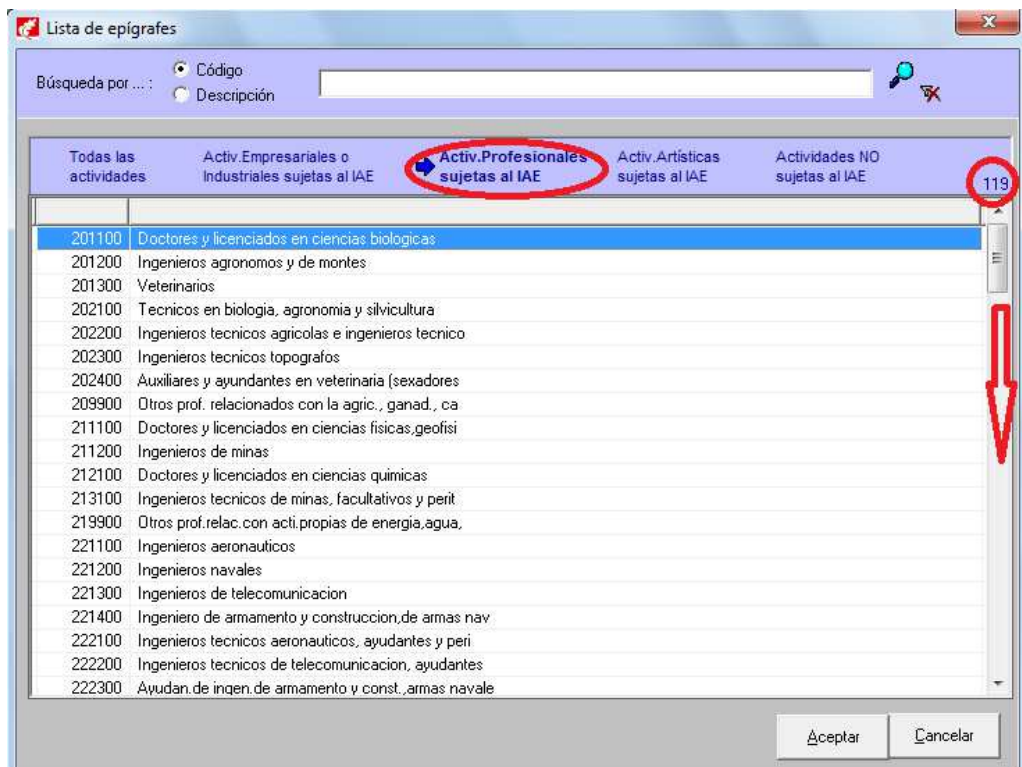 Lista de epígrafes
Búsqueda por ... :
Código
Descripción
Todas las actividades
Activ.Empresariales o Industriales sujetas al IAE
Activ.Profesionales sujetas al IAE
Activ.Artísticas sujetas al IAE
Actividades NO sujetas al IAE
119
201100 Doctores y licenciados en ciencias biologicas
201200 Ingenieros agronomos y de montes
201300 Veterinarios
202100 Tecnicos en biologia, agronomia y silvicultura
202200 Ingenieros tecnicos agricolas e ingenieros tecnico
202300 Ingenieros tecnicos topografos
202400 Auxiliares y ayundantes en veterinaria (sexadores
209900 Otros prof. relacionados con la agric., ganad., ca
211100 Doctores y licenciados en ciencias fisicas,geofisi
211200 Ingenieros de minas
212100 Doctores y licenciados en ciencias quimicas
213100 Ingenieros tecnicos de minas, facultativos y perit
219900 Otros prof.relac.con acti.propias de energia,agua,
221100 Ingenieros aeronauticos
221200 Ingenieros navales
221300 Ingenieros de telecomunicacion
221400 Ingeniero de armamento y construccion,de armas nav
222100 Ingenieros tecnicos aeronauticos, ayudantes y peri
222200 Ingenieros tecnicos de telecomunicacion, ayudantes
222300 Ayudan.de ingen.de armamento y const.,armas navale
Aceptar
Cancelar